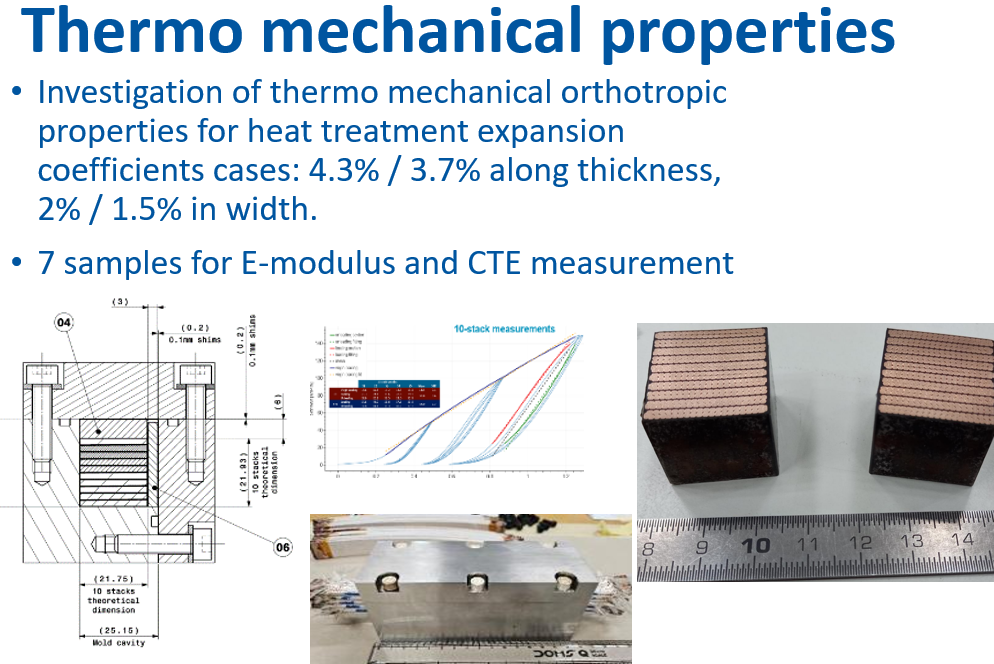 Thermo mechanical properties
• Investigation of thermo mechanical orthotropic
properties for heat treatment expansion
coefficients cases: 4.3% / 3.7% along thickness,
2% / 1.5% in width.
• 7 samples for E-modulus and CTE measurement
(3)
04
(0.2)
0.1mm shims
(0.2)
0.1mm shims
(6)
(21.93)
10 stacks
theoretical
dimension
06
(21.75)
10 stacks
theoretical
dimension
(25.15)
Mold cavity
10-stack measurements
8 9 10 11 12 13 14